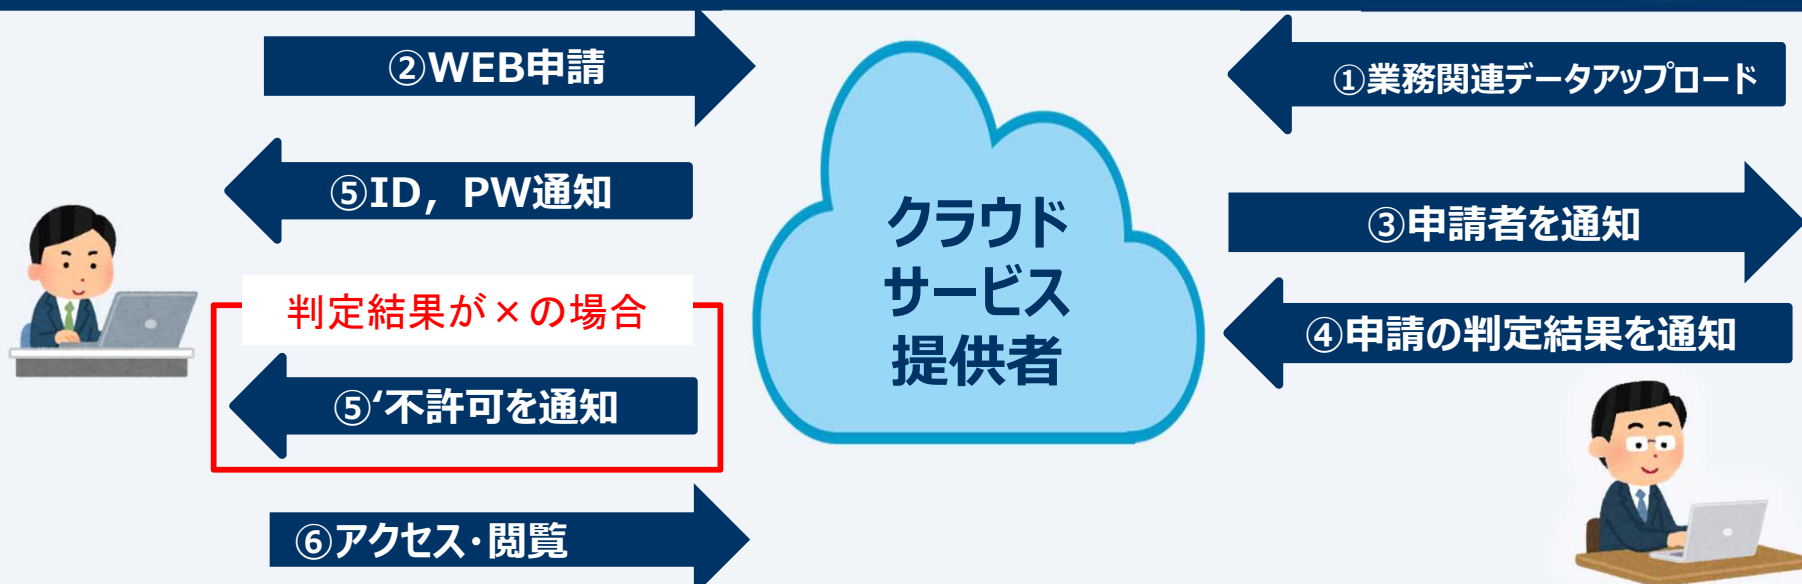 ②WEB申請
①業務関連データアップロード
⑤ID，PW通知
③申請者を通知
クラウド
サービス
提供者
判定結果が×の場合
④申請の判定結果を通知
⑤‘不許可を通知
⑥アクセス・閲覧